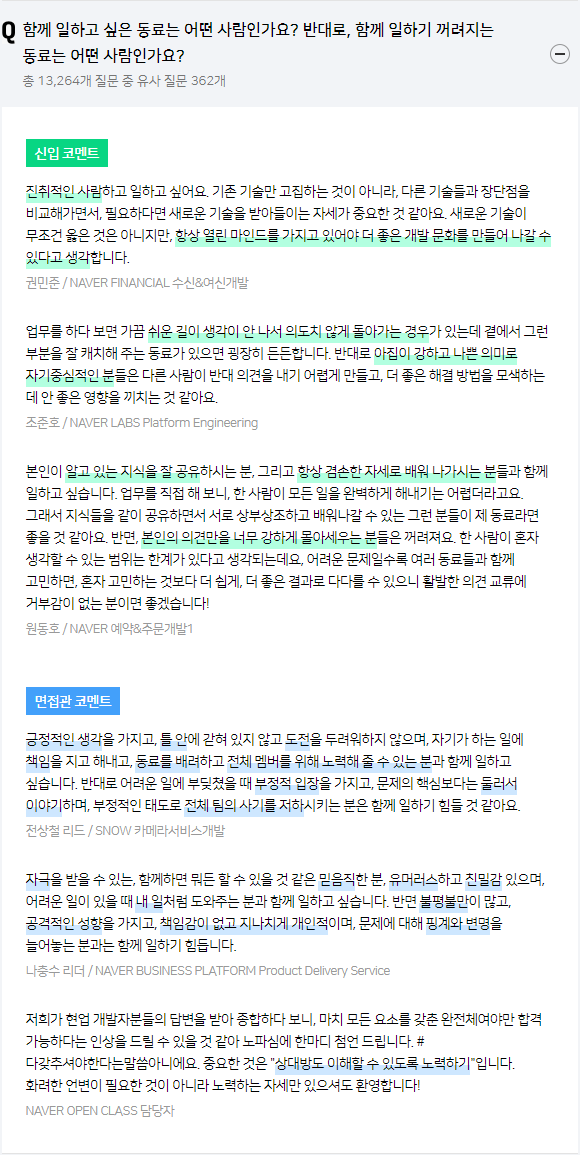 Q 함께 일하고 싶은 동료는 어떤 사람인가요? 반대로, 함께 일하기 꺼려지는
동료는 어떤 사람인가요?
총 13,264개 질문 중 유사 질문 362개
신입 코멘트
진취적인 사람하고 일하고 싶어요. 기존 기술만 고집하는 것이 아니라, 다른 기술들과 장단점을
비교해가면서, 필요하다면 새로운 기술을 받아들이는 자세가 중요한 것 같아요. 새로운 기술이
무조건 옳은 것은 아니지만, 항상 열린 마인드를 가지고 있어야 더 좋은 개발 문화를 만들어 나갈 수
있다고 생각합니다.
권민준 / NAVER FINANCIAL 수신&여신개발
업무를 하다 보면 가끔 쉬운 길이 생각이 안 나서 의도치 않게 돌아가는 경우가 있는데 곁에서 그런
부분을 잘 캐치해 주는 동료가 있으면 굉장히 든든합니다. 반대로 아집이 강하고 나쁜 의미로
자기중심적인 분들은 다른 사람이 반대 의견을 내기 어렵게 만들고, 더 좋은 해결 방법을 모색하는
데 안 좋은 영향을 끼치는 것 같아요.
조준호 / NAVER LABS Platform Engineering
본인이 알고 있는 지식을 잘 공유하시는 분, 그리고 항상 겸손한 자세로 배워 나가시는 분들과 함께
일하고 싶습니다. 업무를 직접 해 보니, 한 사람이 모든 일을 완벽하게 해내기는 어렵더라고요.
그래서 지식들을 같이 공유하면서 서로 상부상조하고 배워나갈 수 있는 그런 분들이 제 동료라면
좋을 것 같아요. 반면, 본인의 의견만을 너무 강하게 몰아세우는 분들은 꺼려져요. 한 사람이 혼자
생각할 수 있는 범위는 한계가 있다고 생각되는데요, 어려운 문제일수록 여러 동료들과 함께
고민하면, 혼자 고민하는 것보다 더 쉽게, 더 좋은 결과로 다다를 수 있으니 활발한 의견 교류에
거부감이 없는 분이면 좋겠습니다!
원동호 / NAVER 예약&주문개발1
면접관 코멘트
긍정적인 생각을 가지고, 틀 안에 갇혀 있지 않고 도전을 두려워하지 않으며, 자기가 하는 일에
책임을 지고 해내고, 동료를 배려하고 전체 멤버를 위해 노력해 줄 수 있는 분과 함께 일하고
싶습니다. 반대로 어려운 일에 부딪쳤을 때 부정적 입장을 가지고, 문제의 핵심보다는 둘러서
이야기하며, 부정적인 태도로 전체 팀의 사기를 저하시키는 분은 함께 일하기 힘들 것 같아요.
전상철 리드 / SNOW 카메라서비스개발
자극을 받을 수 있는, 함께하면 뭐든 할 수 있을 것 같은 믿음직한 분, 유머러스하고 친밀감 있으며,
어려운 일이 있을 때 내 일처럼 도와주는 분과 함께 일하고 싶습니다. 반면 불평불만이 많고,
공격적인 성향을 가지고, 책임감이 없고 지나치게 개인적이며, 문제에 대해 핑계와 변명을
늘어놓는 분과는 함께 일하기 힘듭니다.
나충수 리더 / NAVER BUSINESS PLATFORM Product Delivery Service
저희가 현업 개발자분들의 답변을 받아 종합하다 보니, 마치 모든 요소를 갖춘 완전체여야만 합격
가능하다는 인상을 드릴 수 있을 것 같아 노파심에 한마디 첨언 드립니다. #
다갖추셔야한다는말씀아니에요. 중요한 것은 "상대방도 이해할 수 있도록 노력하기"입니다.
화려한 언변이 필요한 것이 아니라 노력하는 자세만 있으셔도 환영합니다!
NAVER OPEN CLASS 담당자